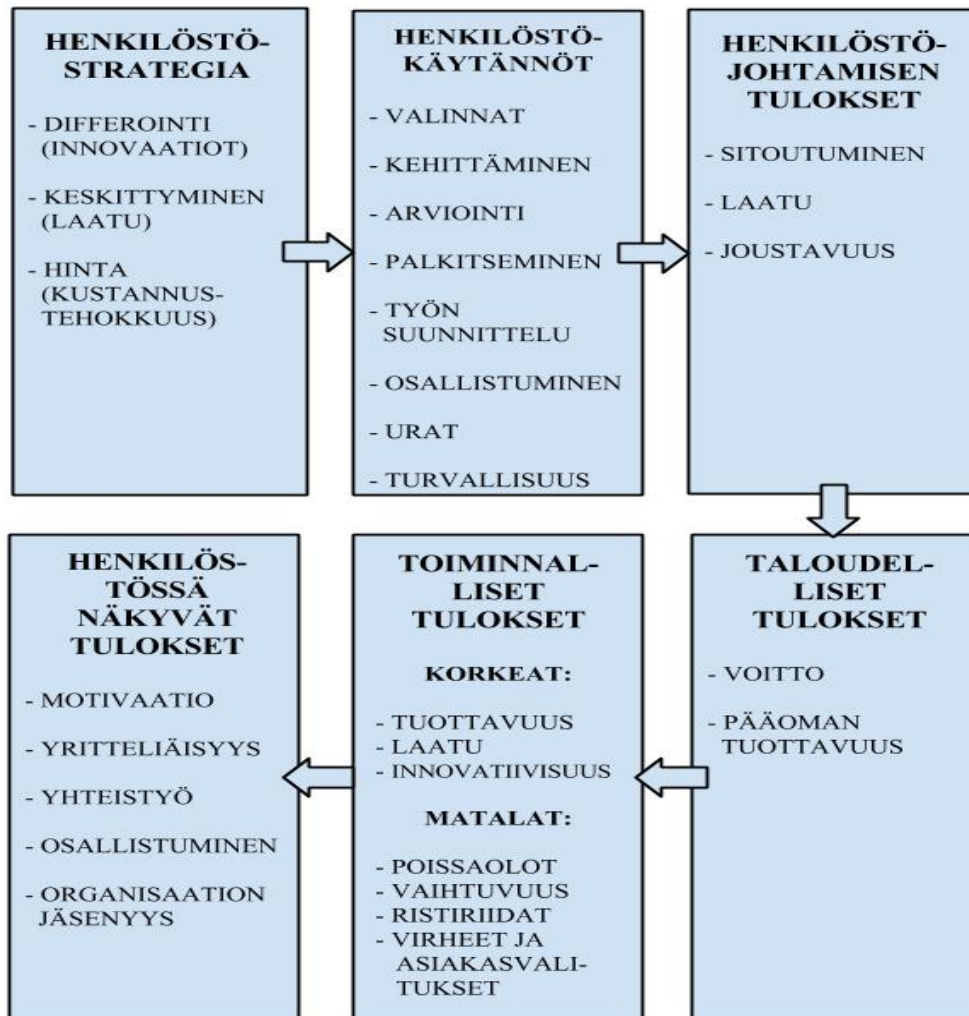 HENKILÖSTÖ-
STRATEGIA
- DIFFEROINTI
(INNOVAATIOT)
- KESKITTYMINEN
(LAATU)
- HINTA
(KUSTANNUS-
TEHOKKUUS)
HENKILÖSTÖ-
KÄYTÄNNÖT
- VALINNAT
- KEHITTÄMINEN
- ARVIOINTI
- PALKITSEMINEN
- TYÖN
SUUNNITTELU
- OSALLISTUMINEN
- URAT
- TURVALLISUUS
HENKILÖSTÖ-
JOHTAMISEN
TULOKSET
- SITOUTUMINEN
- LAATU
- JOUSTAVUUS
HENKILÖS-
TÖSSÄ
NÄKYVÄT
TULOKSET
- MOTIVAATIO
- YRITTELIÄISYYS
- YHTEISTYÖ
- OSALLISTUMINEN
- ORGANISAATION
JÄSENYYS
TOIMINNAL-
LISET
TULOKSET
KORKEAT:
- TUOTTAVUUS
- LAATU
- INNOVATIIVISUUS
MATALAT:
- POISSAOLOT
- VAIHTUVUUS
- RISTIRIIDAT
- VIRHEET JA
ASIAKASVALI-
TUKSET
TALOUDEL-
LISET
TULOKSET
- VOITTO
- PÄÄOMAN
TUOTTAVUUS